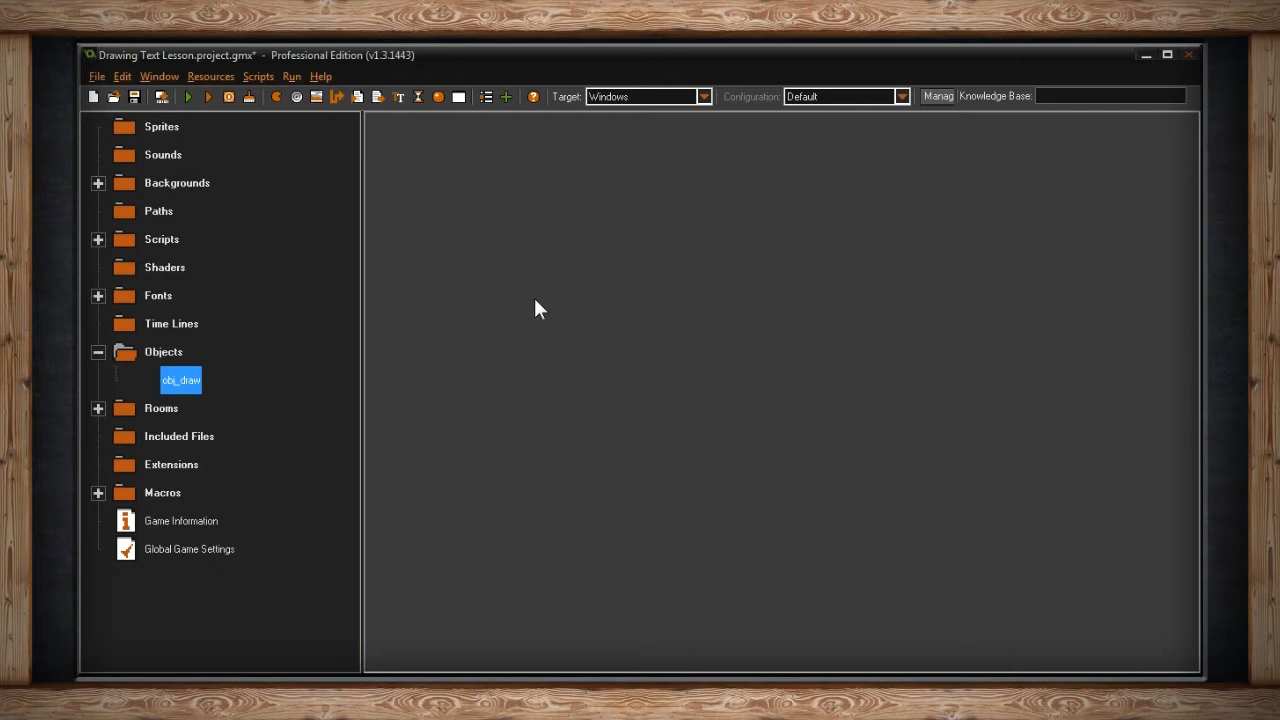 Drawing Text Lesson.project.gmx* - Professional Edition (v1.3.1443)
File Edit Window Resources Scripts Run Help
Target: Windows Configuration: Default Manag Knowledge Base:
Sprites
Sounds
Backgrounds
Paths
Scripts
Shaders
Fonts
Time Lines
Objects
obj_draw
Rooms
Included Files
Extensions
Macros
Game Information
Global Game Settings